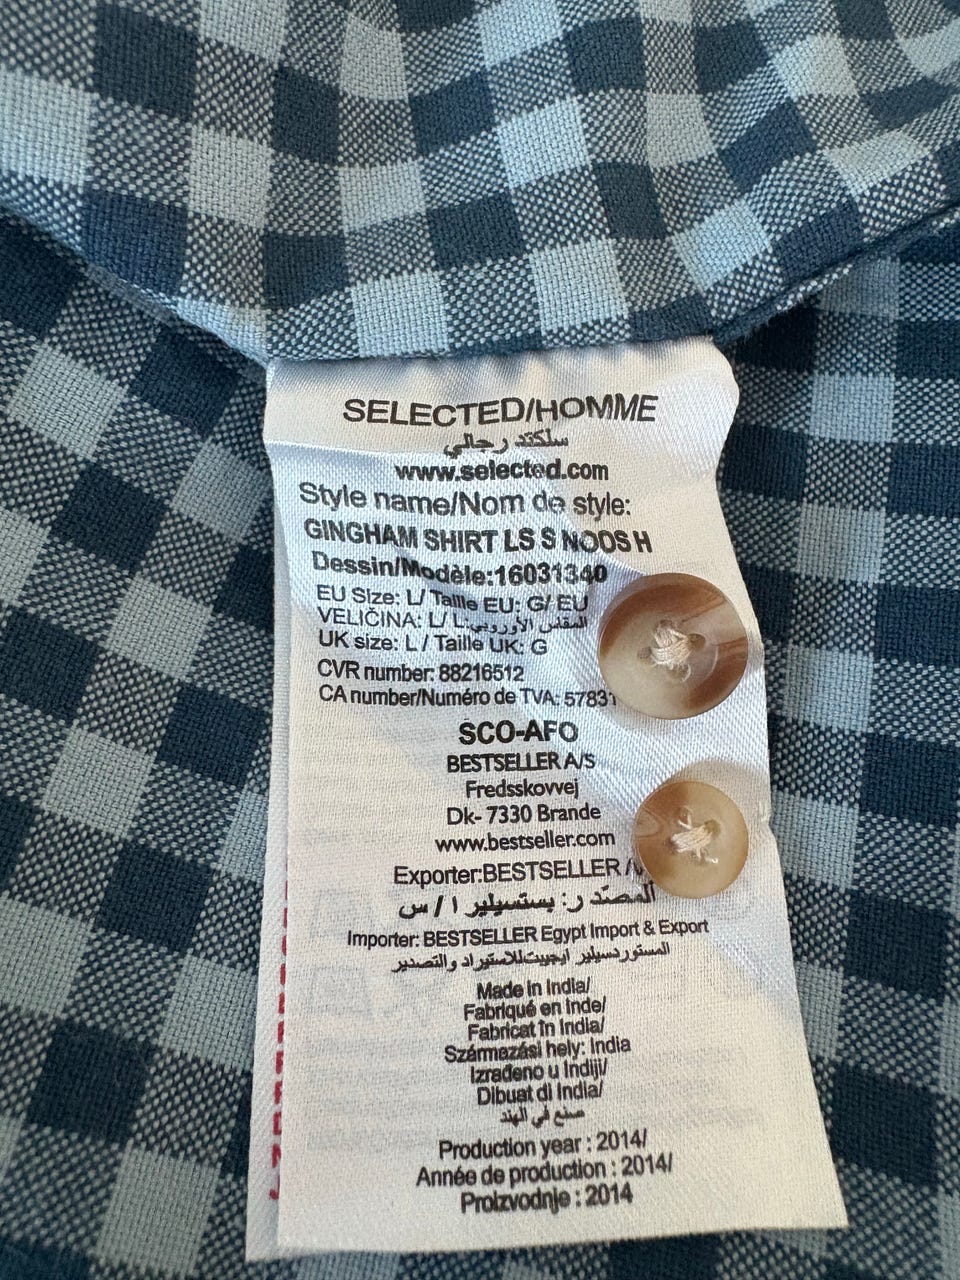 SELECTED/HOMME
سلكتد رجالي
www.selected.com
Style name/Nom de style:
GINGHAM SHIRT LS S NOOS H
Dessin/Modèle:16031340
EU Size: L/ Taille EU: G/ EU
VELIČINA: L/ L:المقاس الأوروبي
UK size: L / Taille UK: G
CVR number: 88216512
CA number/Numéro de TVA: 57831
SCO-AFO
BESTSELLER A/S
Fredsskovvej
Dk- 7330 Brande
www.bestseller.com
Exporter:BESTSELLER
المصتد ر: بستسيلير ا / س
Importer: BESTSELLER Egypt Import & Export
المستوردسيلير ايجيبت للاستيراد والتصدير
Made in India/
Fabriqué en Inde/
Fabricat în India/
Származási hely: India
Izrađeno u Indiji/
Dibuat di India/
صنع في الهند
Production year : 2014/
Année de production : 2014/
Proizvodnje : 2014